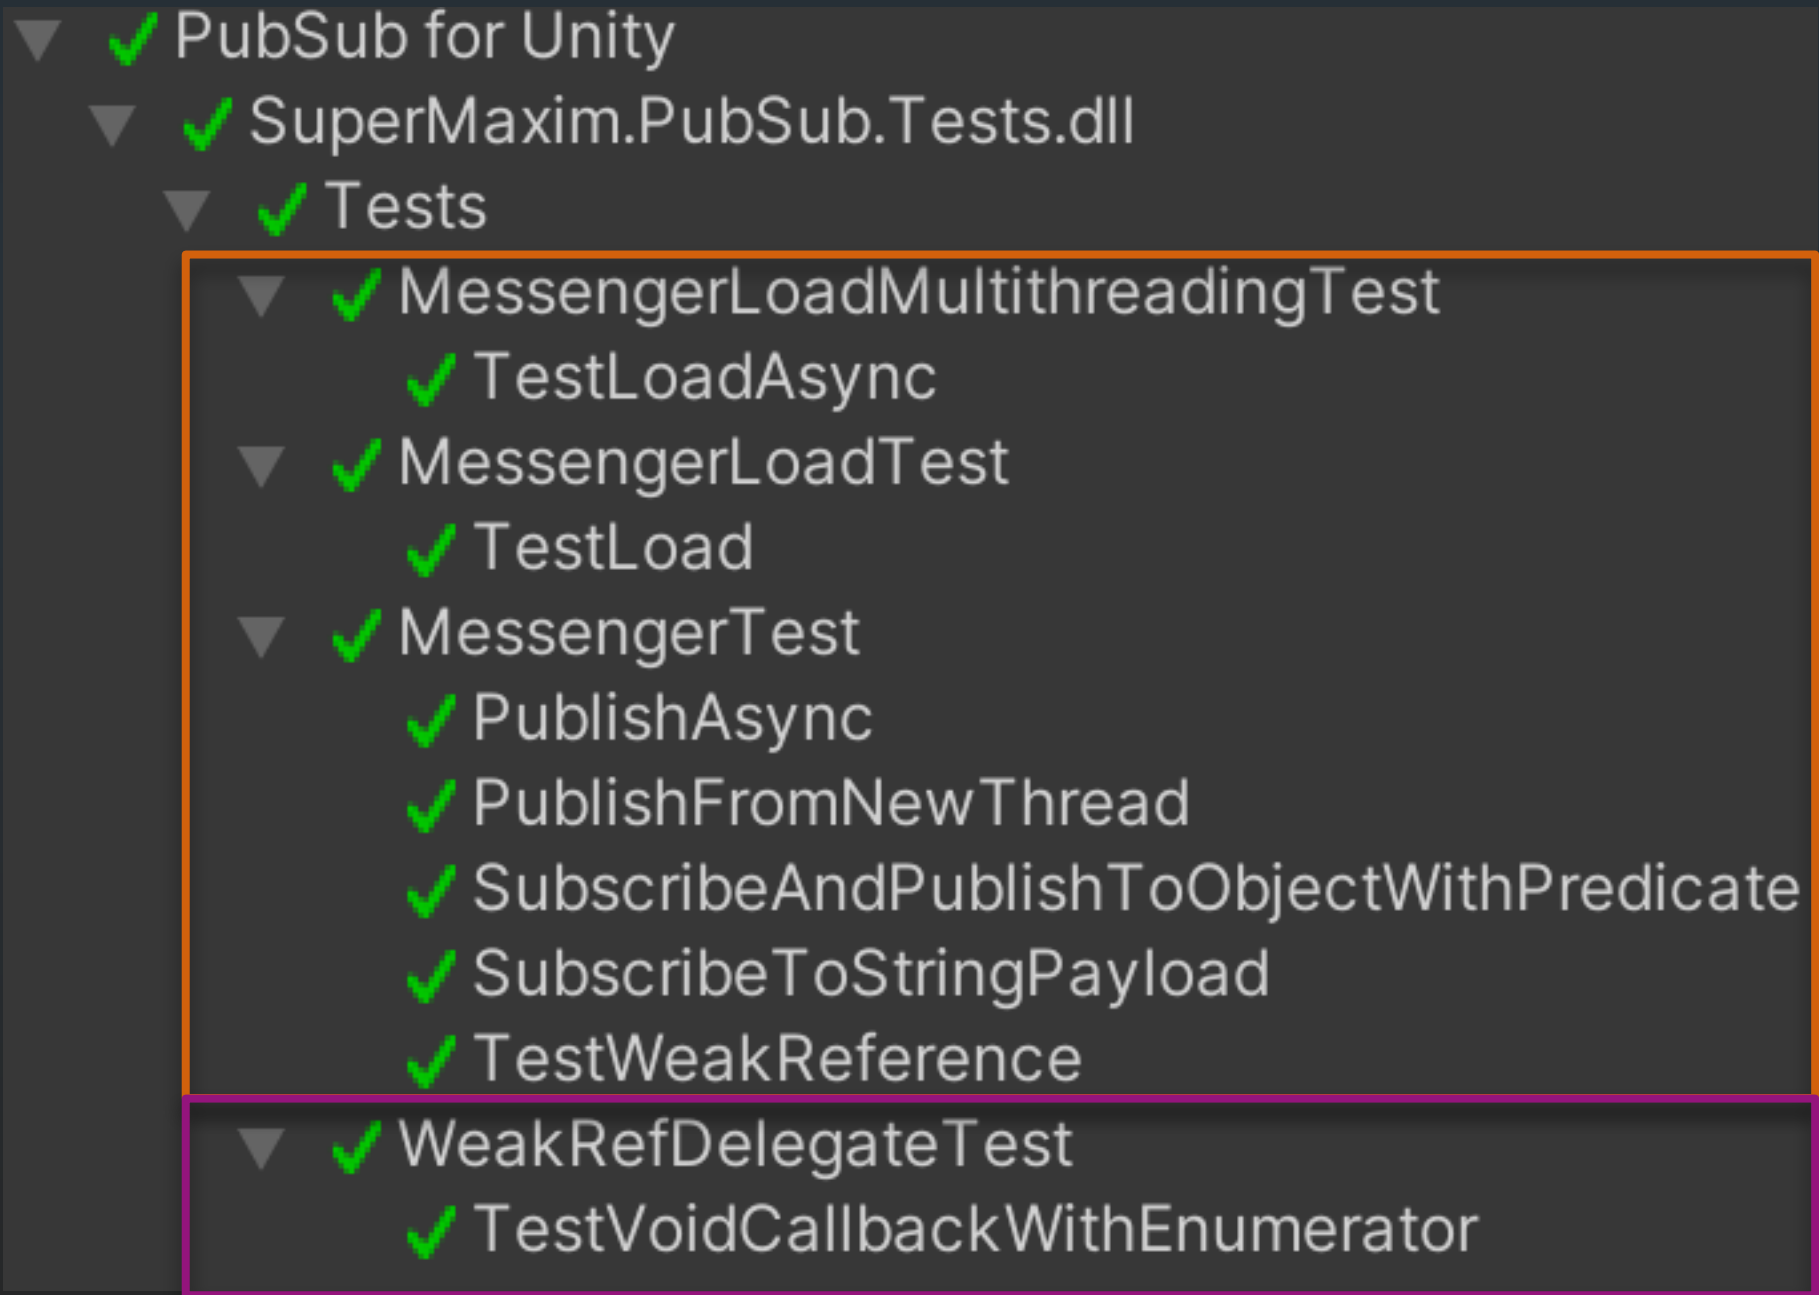 PubSub for Unity
SuperMaxim.PubSub.Tests.dll
Tests
MessengerLoadMultithreadingTest
TestLoadAsync
MessengerLoadTest
TestLoad
MessengerTest
PublishAsync
PublishFromNewThread
SubscribeAndPublishToObjectWithPredicate
SubscribeToStringPayload
TestWeakReference
WeakRefDelegateTest
TestVoidCallbackWithEnumerator